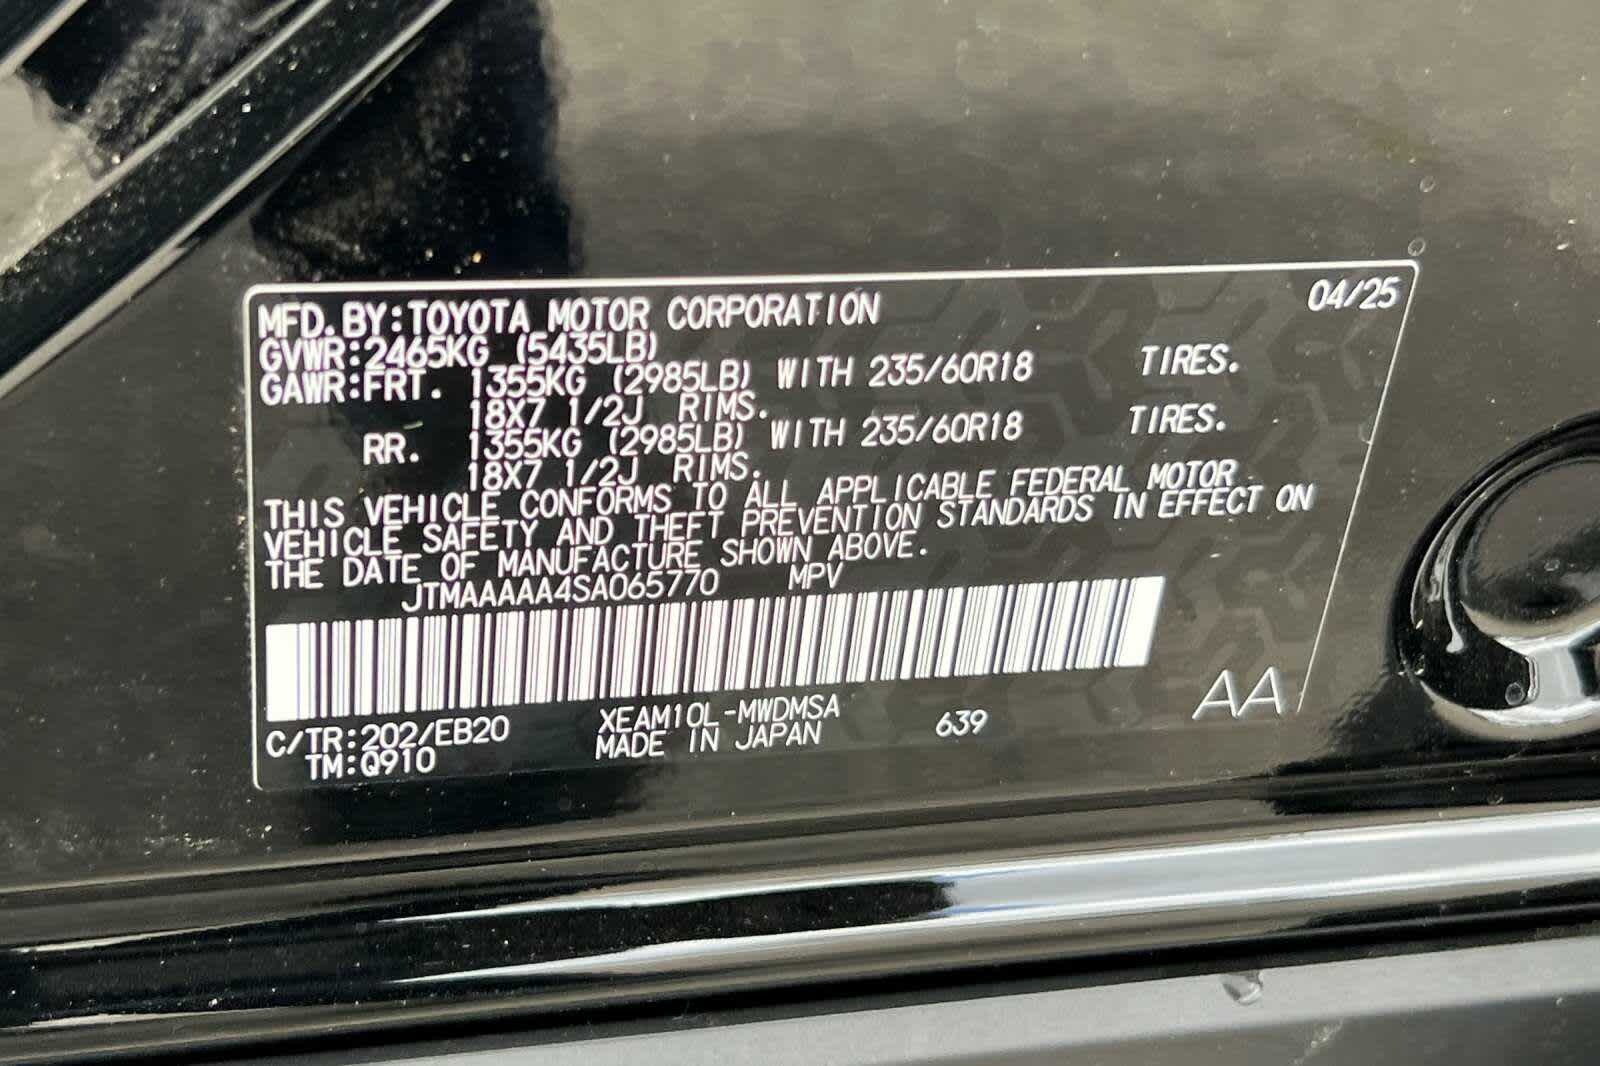 MFD.BY:TOYOTA MOTOR CORPORATION 04/25
GVWR:2465KG (5435LB)
GAWR:FRT. 1355KG (2985LB) WITH 235/60R18 TIRES.
18X7 1/2J RIMS.
RR. 1355KG (2985LB) WITH 235/60R18 TIRES.
18X7 1/2J RIMS.
THIS VEHICLE CONFORMS TO ALL APPLICABLE FEDERAL MOTOR
VEHICLE SAFETY AND THEFT PREVENTION STANDARDS IN EFFECT ON
THE DATE OF MANUFACTURE SHOWN ABOVE.
JTMAAAAA4SA065770 MPV
C/TR:202/EB20 XEAM10L-MWDMSA 639 AA
TM:Q910 MADE IN JAPAN